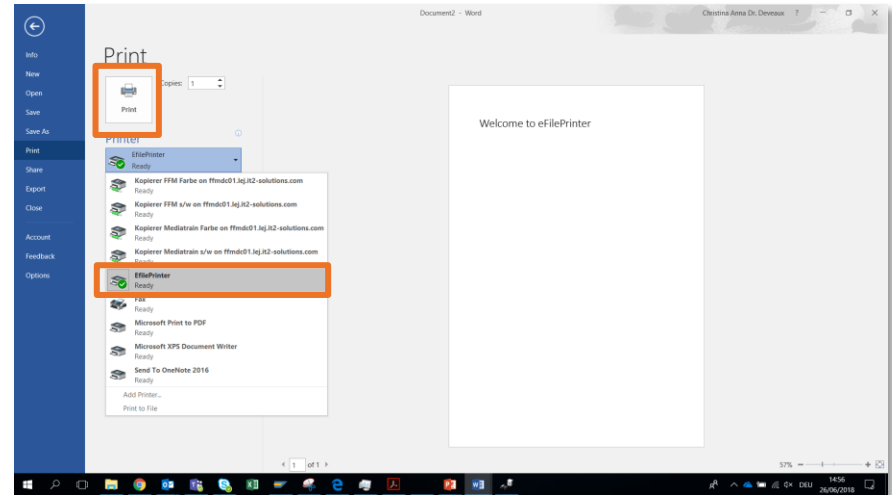 Document2 - Word
Christina Anna Dr. Deveaux ?
Info
New
Open
Save
Save As
Print
Share
Export
Close
Account
Feedback
Options
Print
Copies: 1
Print
Printer
EfilePrinter
Ready
Kopierer FFM Farbe on ffmdc01.lej.it2-solutions.com
Ready
Kopierer FFM s/w on ffmdc01.lej.it2-solutions.com
Ready
Kopierer Mediatrain Farbe on ffmdc01.lej.it2-solutions.com
Ready
Kopierer Mediatrain s/w on ffmdc01.lej.it2-solutions.com
Ready
EfilePrinter
Ready
Fax
Ready
Microsoft Print to PDF
Ready
Microsoft XPS Document Writer
Ready
Send To OneNote 2016
Ready
Add Printer...
Print to File
Welcome to eFilePrinter
1 of 1
57%
DEU
14:56
26/06/2018